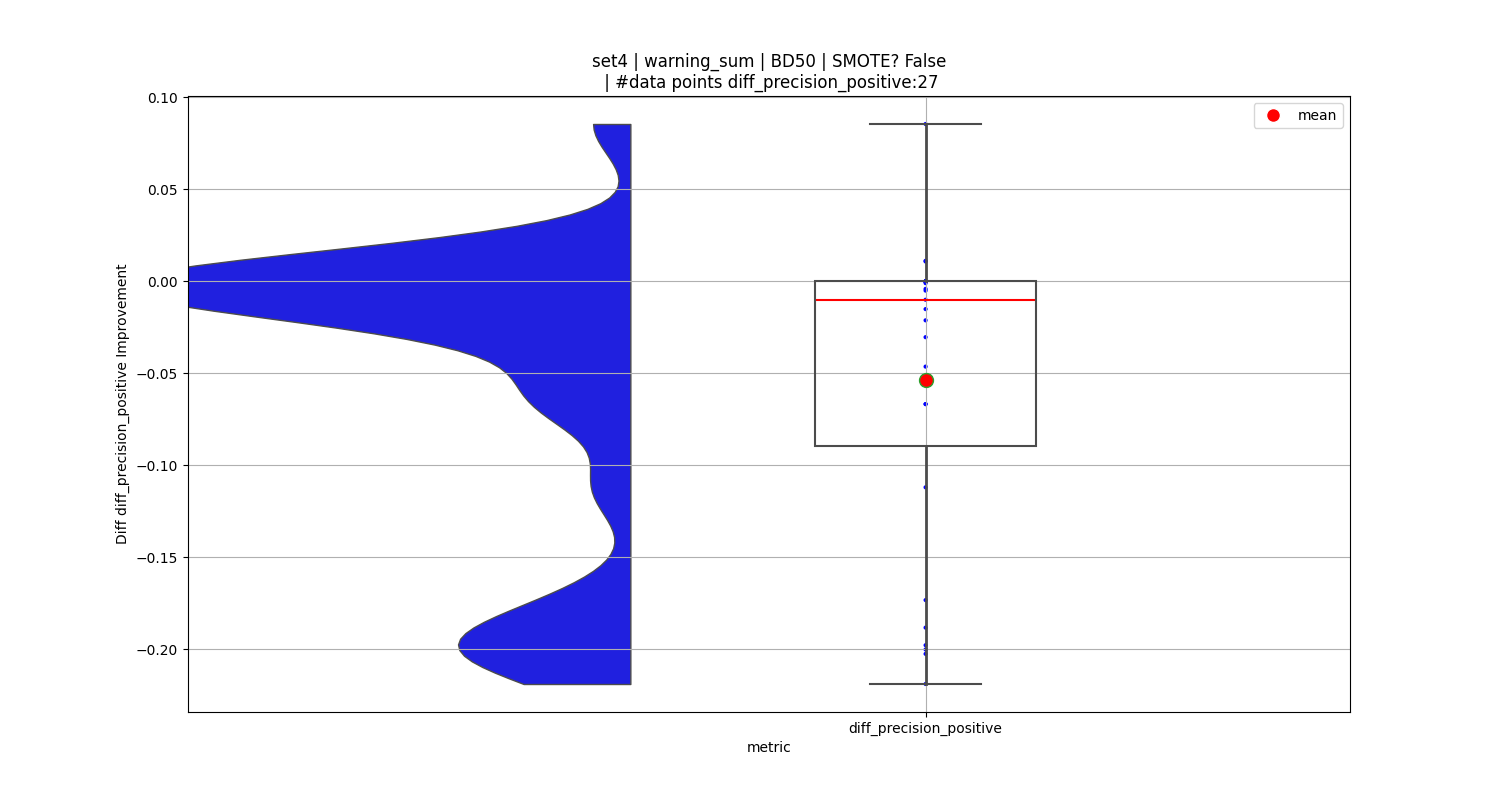 set4 | warning_sum | BD50 | SMOTE? False
| #data points diff_precision_positive:27
mean
0.10
0.05
0.00
−0.05
−0.10
−0.15
−0.20
Diff diff_precision_positive Improvement
diff_precision_positive
metric